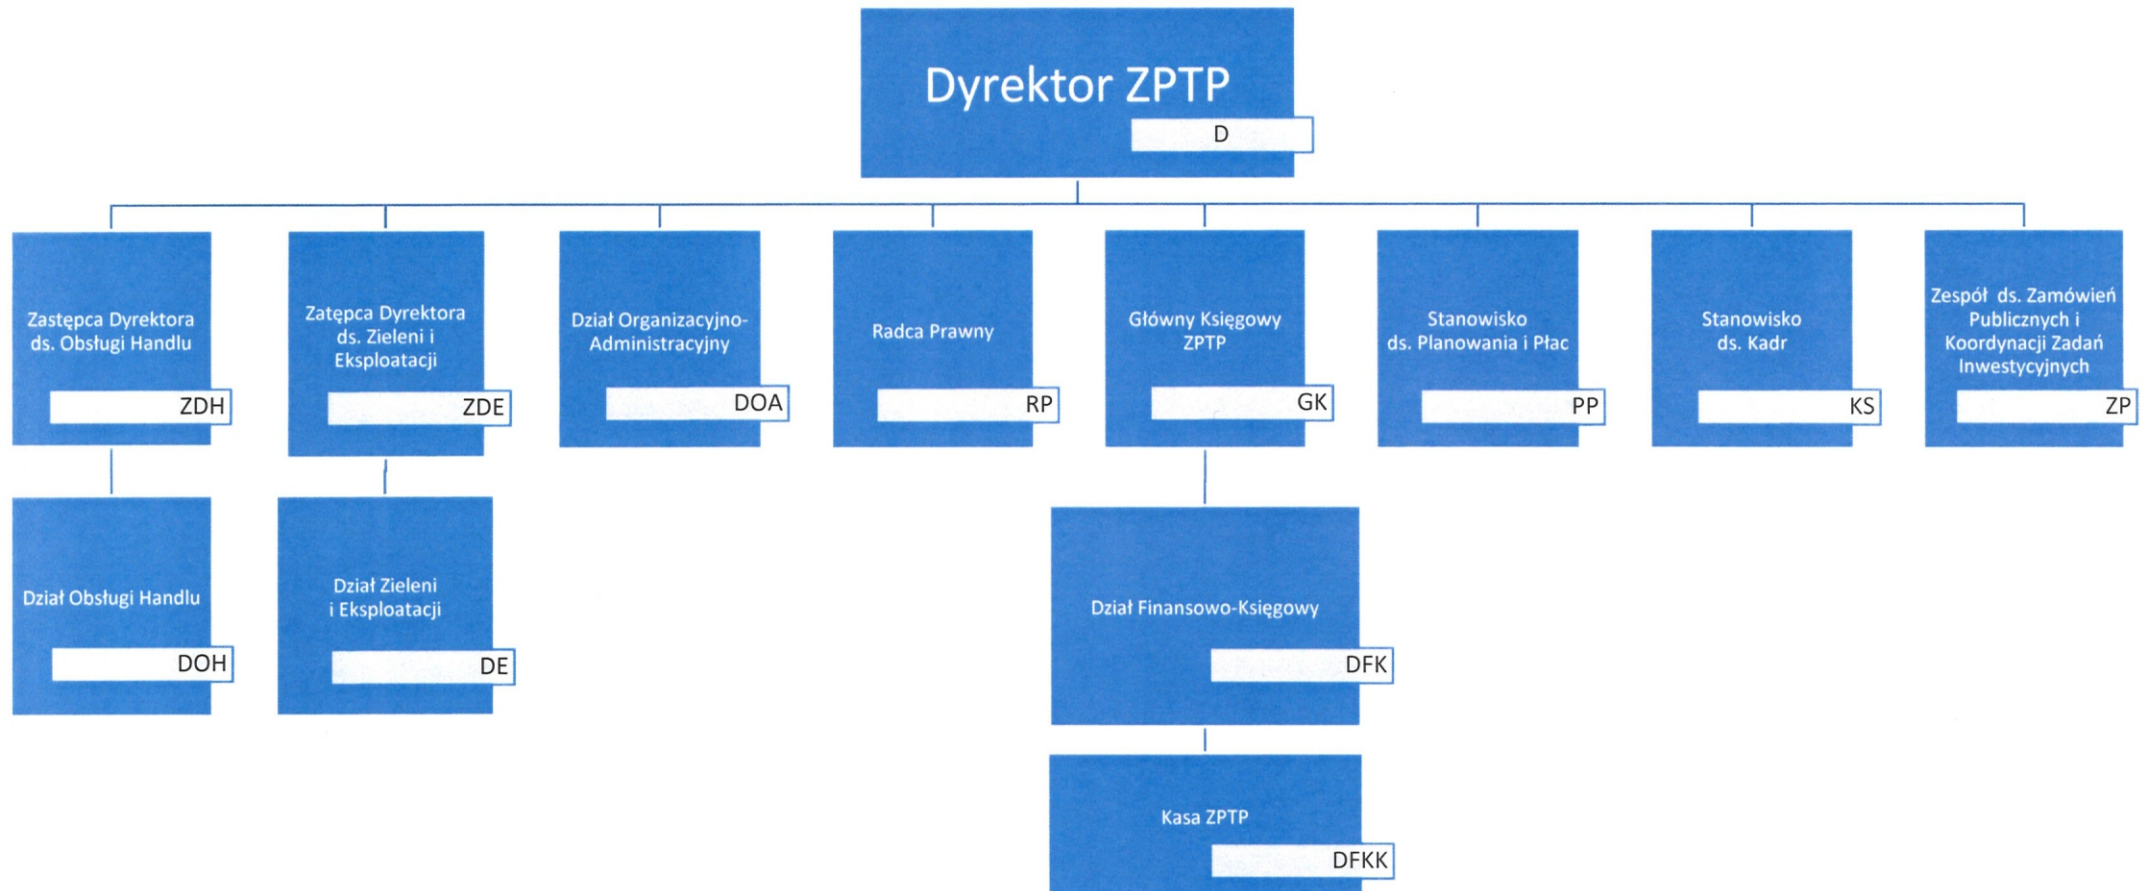 Dyrektor ZPTP
D
Zastępca Dyrektora
ds. Obsługi Handlu
ZDH
Zatępca Dyrektora
ds. Zieleni i
Eksploatacji
ZDE
Dział Organizacyjno-
Administracyjny
DOA
Radca Prawny
RP
Główny Księgowy
ZPTP
GK
Stanowisko
ds. Planowania i Płac
PP
Stanowisko
ds. Kadr
KS
Zespół ds. Zamówień
Publicznych i
Koordynacji Zadań
Inwestycyjnych
ZP
Dział Obsługi Handlu
DOH
Dział Zieleni
i Eksploatacji
DE
Dział Finansowo-Księgowy
DFK
Kasa ZPTP
DFKK